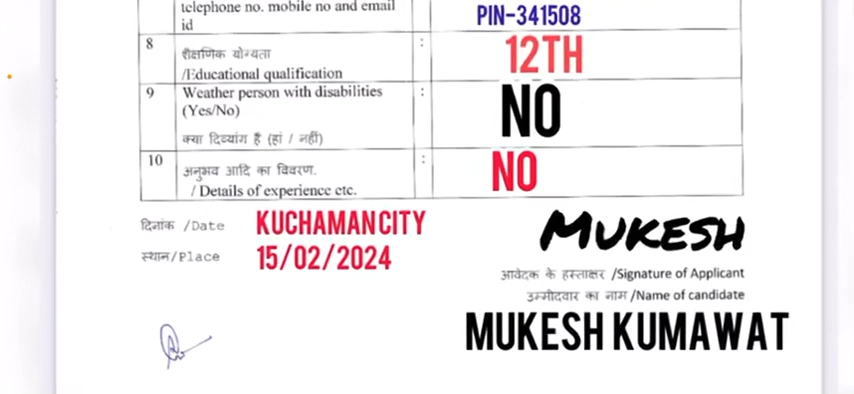 telephone no. mobile no and email
id
PIN-341508
8
शैक्षणिक योग्यता
:
12TH
/Educational qualification
9
Weather person with disabilities
:
(Yes/No)
NO
क्या दिव्यांग है (हां / नहीं)
10
अनुभव आदि का विवरण.
:
NO
/ Details of experience etc.
दिनांक /Date KUCHAMANCITY
MUKESH
स्थान/Place 15/02/2024
आवेदक के हस्ताक्षर /Signature of Applicant
उम्मीदवार का नाम /Name of candidate
MUKESH KUMAWAT